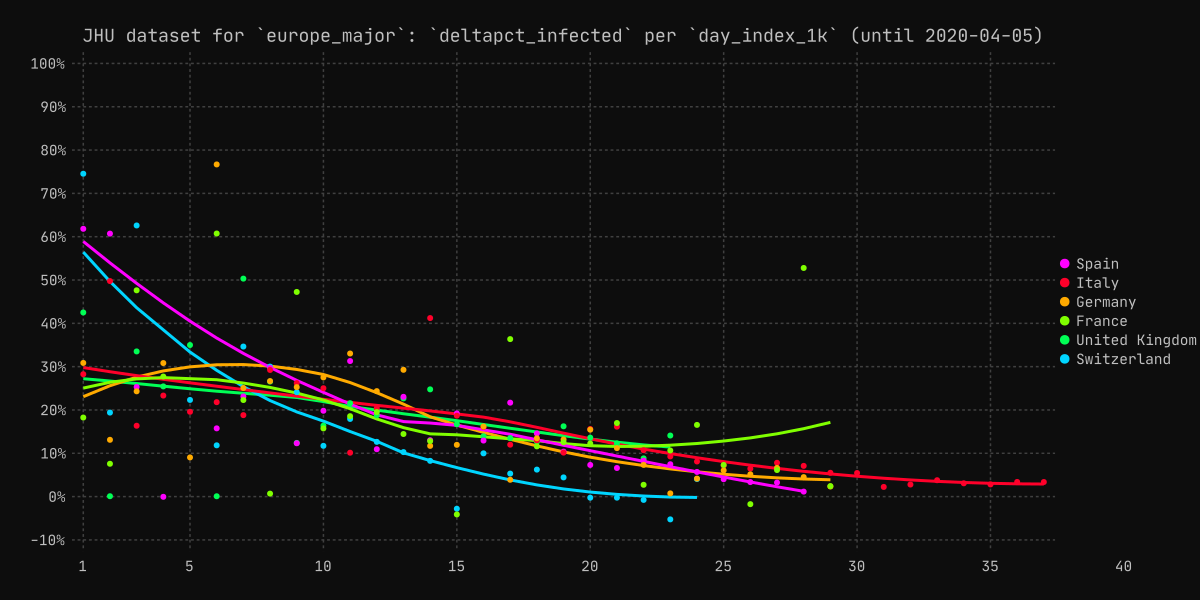 JHU dataset for `europe_major`: `deltapct_infected` per `day_index_1k` (until 2020-04-05)
100%
90%
80%
70%
60%
50%
40%
30%
20%
10%
0%
-10%
1 5 10 15 20 25 30 35 40
Spain
Italy
Germany
France
United Kingdom
Switzerland